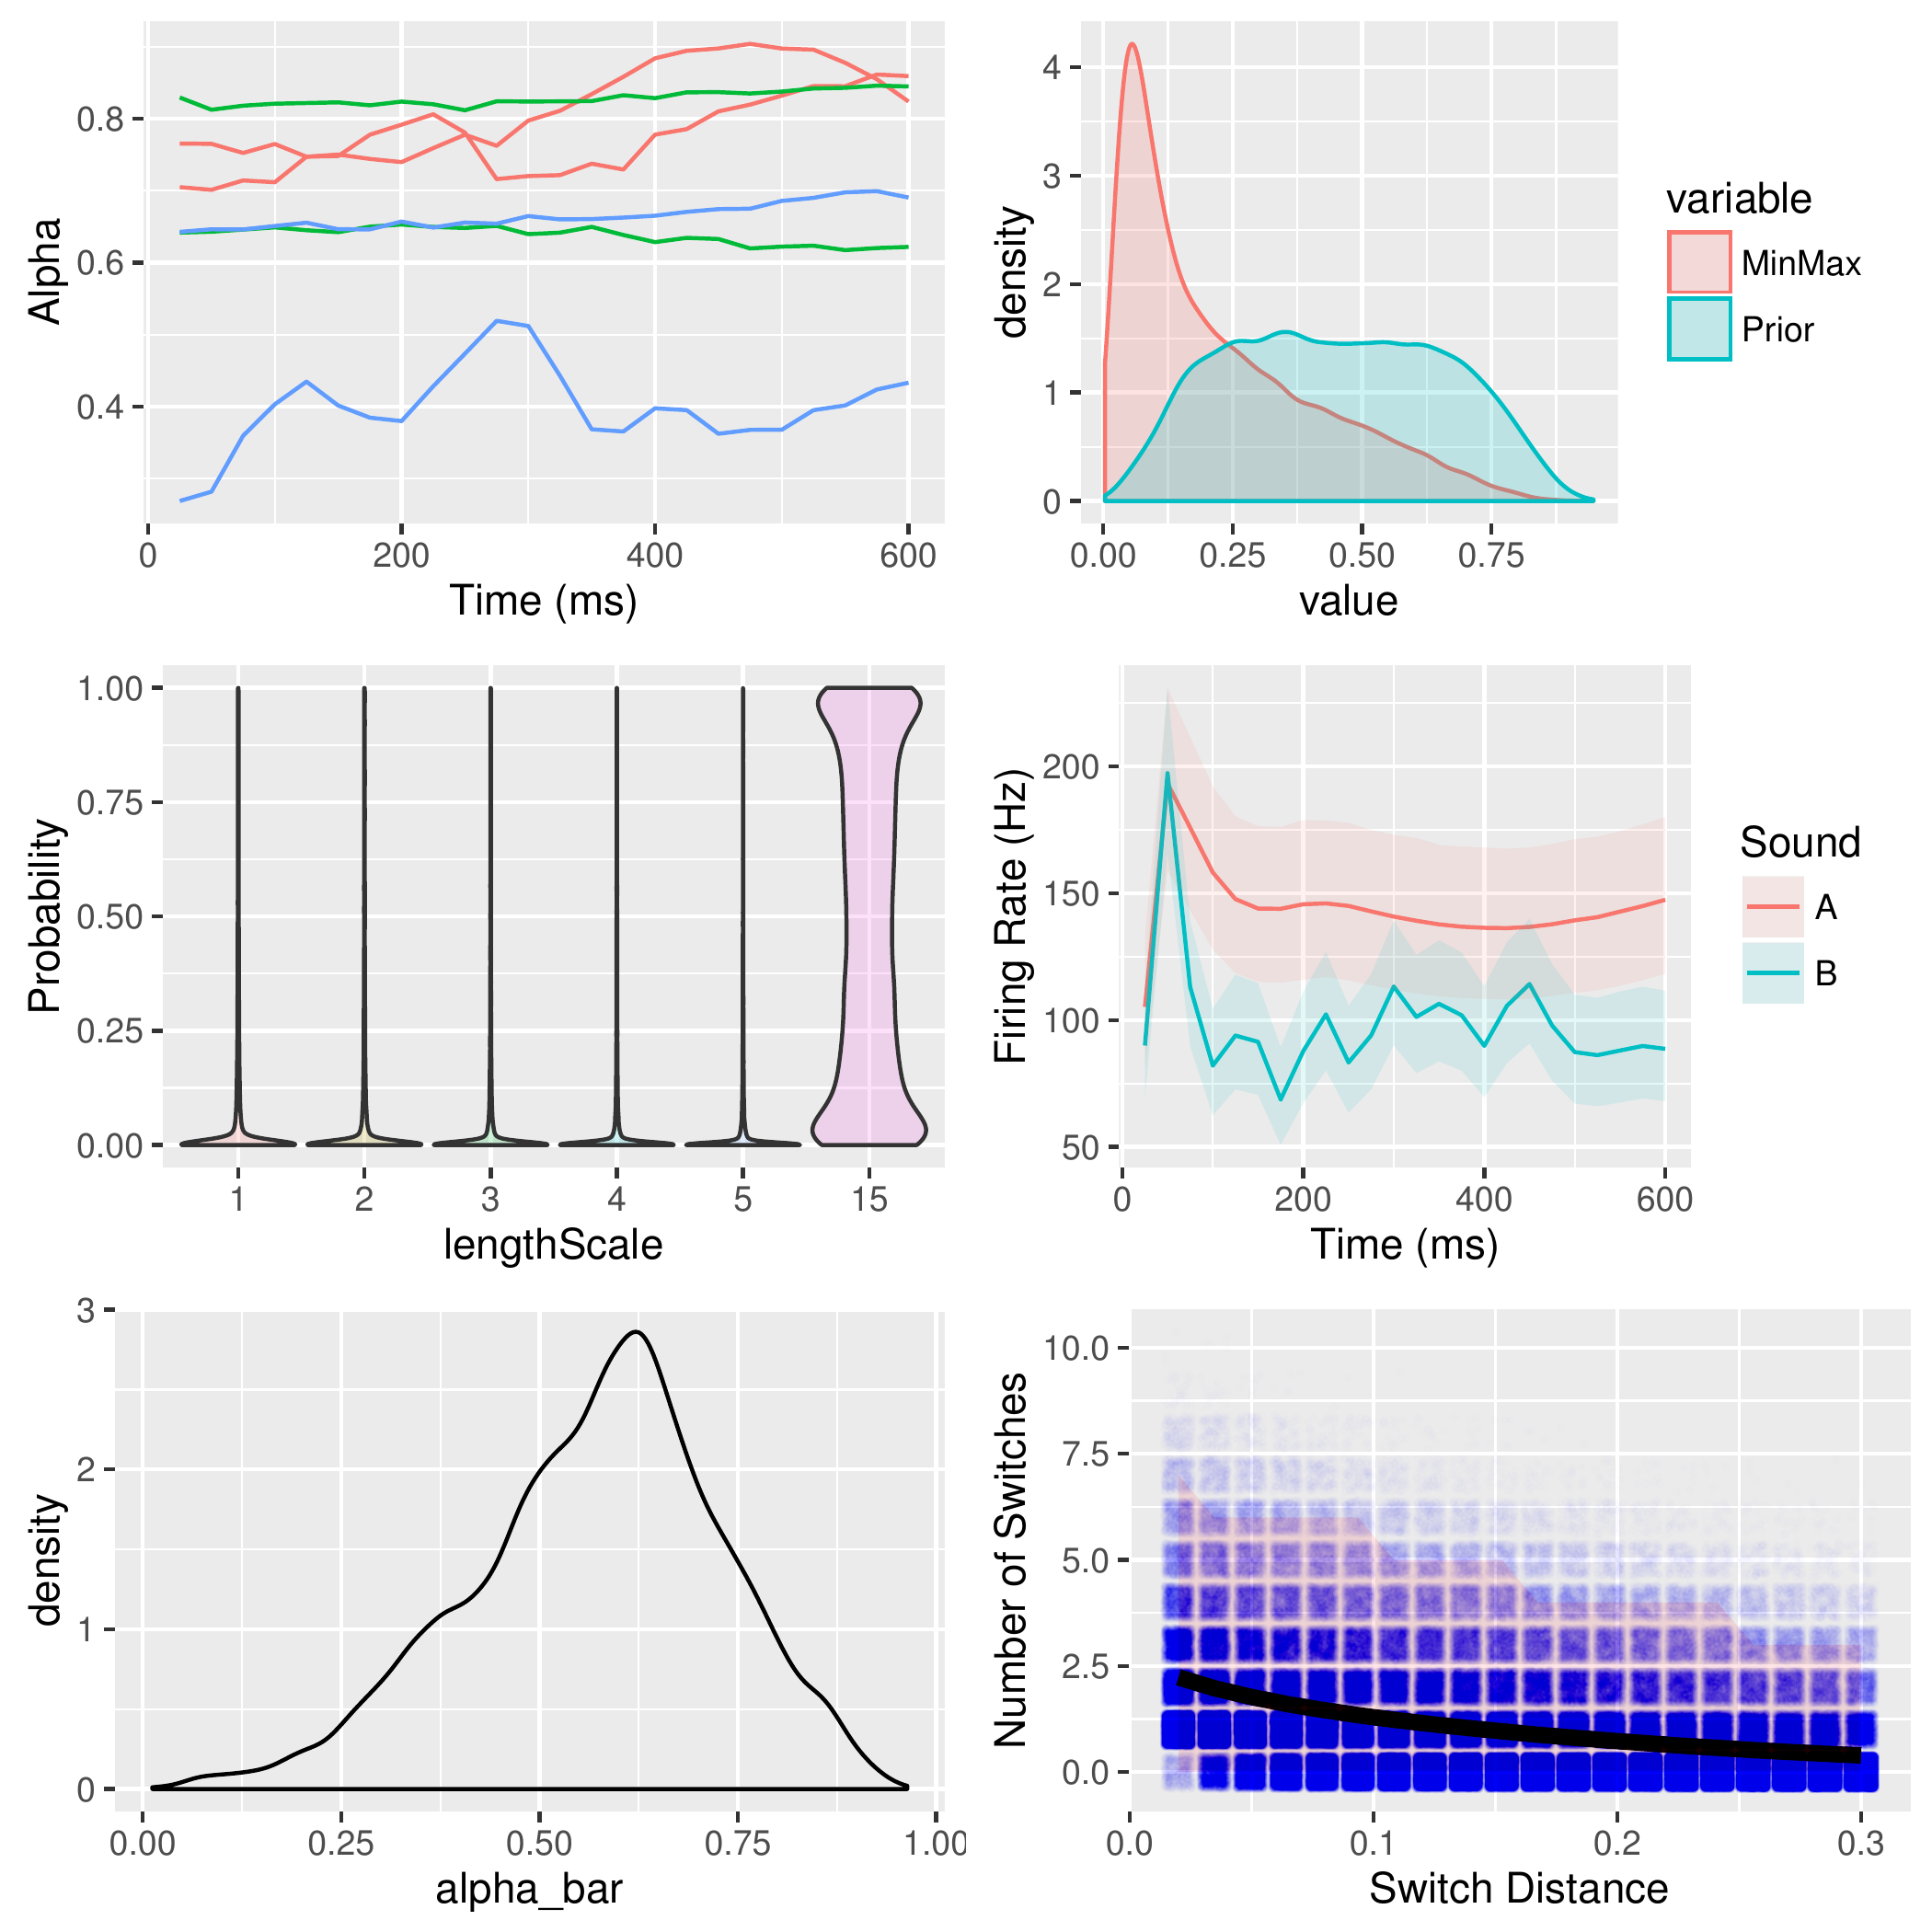 Alpha
0.8
0.6
0.4
0 200 400 600
Time (ms)
density
4
3
2
1
0
0.00 0.25 0.50 0.75
value
variable
MinMax
Prior
Probability
1.00
0.75
0.50
0.25
0.00
1 2 3 4 5 15
lengthScale
Firing Rate (Hz)
200
150
100
50
0 200 400 600
Time (ms)
Sound
A
B
density
3
2
1
0
0.00 0.25 0.50 0.75 1.00
alpha_bar
Number of Switches
10.0
7.5
5.0
2.5
0.0
0.0 0.1 0.2 0.3
Switch Distance